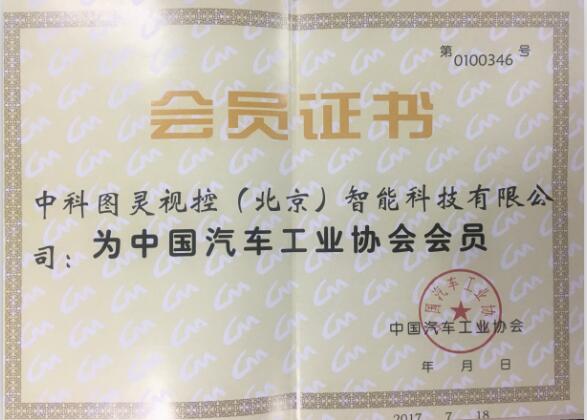 第0100346号
会员证书
中科图灵视控（北京）智能科技有限公
司：为中国汽车工业协会会员
中国汽车工业协会
年 月 日
2017 7 18